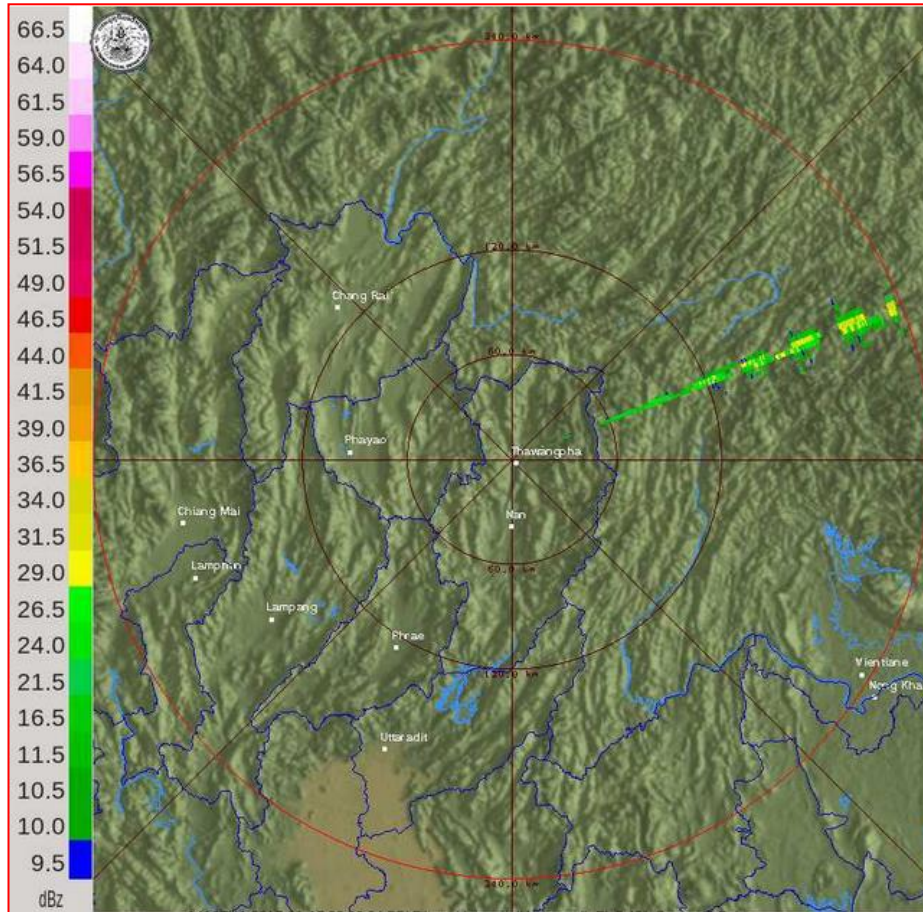 66.5
64.0
61.5
59.0
56.5
54.0
51.5
49.0
46.5
44.0
41.5
39.0
36.5
34.0
31.5
29.0
26.5
24.0
21.5
16.5
11.5
10.5
10.0
9.5
dBz
240.0 km
120.0 km
60.0 km
Chang Rai
Phayao
Thawangpha
Chiang Mai
Nan
Lamphun
60.0 km
Lampang
Phrae
120.0 km
Vientiane
Nong Kha
Uttaradit
240.0 km